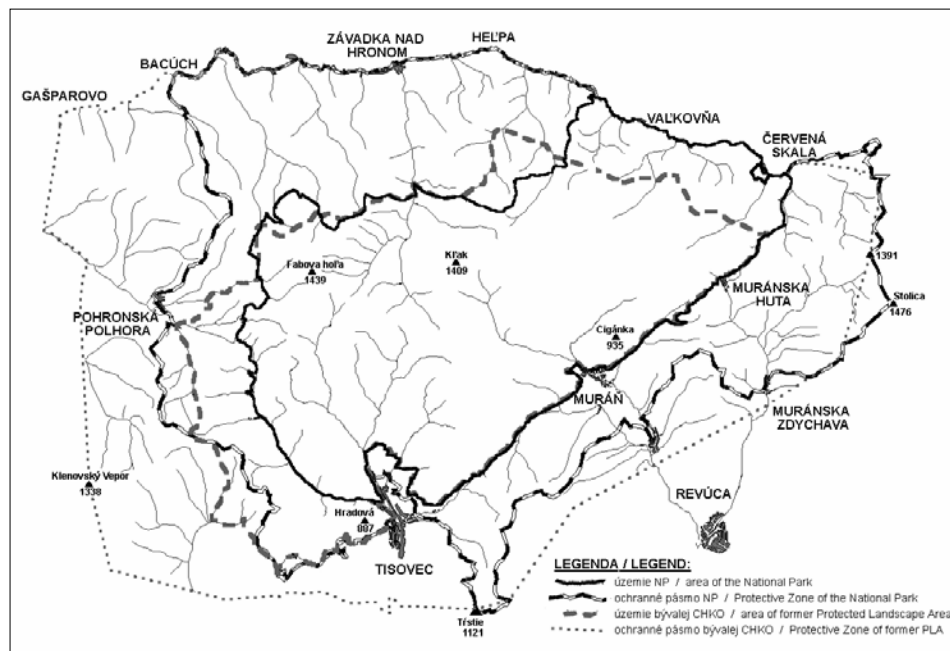 ZÁVADKA NAD
HRONOM
HEĽPA
BACÚCH
GAŠPAROVO
VAĽKOVŇA
ČERVENÁ
SKALA
Fabova hoľa
1439
Kľak
1409
1391
MURÁNSKA
HUTA
Stolica
1476
POHRONSKÁ
POLHORA
Cigánka
935
MURÁŇ
MURÁNSKA
ZDYCHAVA
Klenovský Vepor
1338
Hradová
887
REVÚCA
TISOVEC
Tŕstie
1121
LEGENDA / LEGEND:
územie NP / area of the National Park
ochranné pásmo NP / Protective Zone of the National Park
územie bývalej CHKO / area of former Protected Landscape Area
ochranné pásmo bývalej CHKO / Protective Zone of former PLA